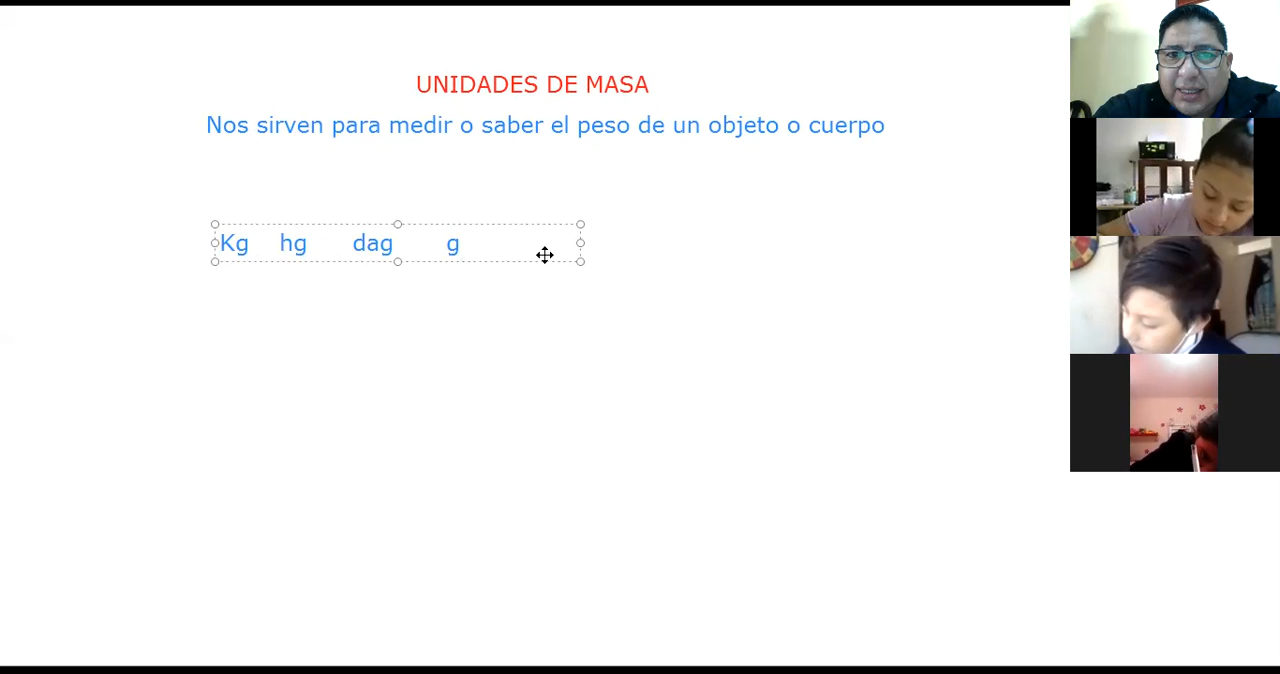 UNIDADES DE MASA
Nos sirven para medir o saber el peso de un objeto o cuerpo
Kg hg dag g